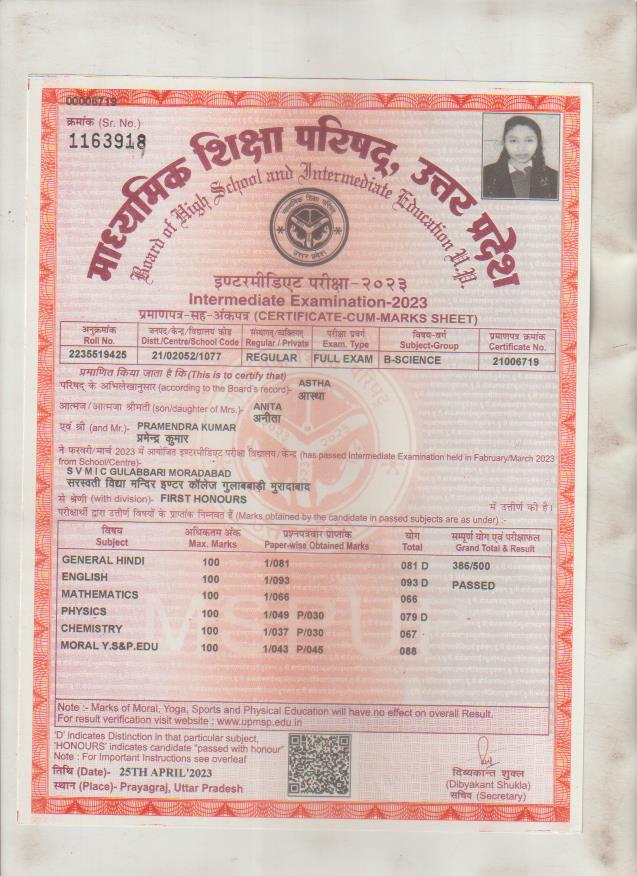 00006719
क्रमांक (Sr. No.)
1163918
माध्यमिक शिक्षा परिषद्, उत्तर प्रदेश
Board of High School and Intermediate Education U.P.
इण्टरमीडिएट परीक्षा-२०२३
Intermediate Examination-2023
प्रमाणपत्र-सह-अंकपत्र (CERTIFICATE-CUM-MARKS SHEET)
अनुक्रमांक जनपद/केन्द्र/विद्यालय कोड संस्थागत/व्यक्तिगत परीक्षा प्रवर्ग विषय-वर्ग प्रमाणपत्र क्रमांक
Roll No. Distt./Centre/School Code Regular / Private Exam. Type Subject-Group Certificate No.
2235519425 21/02052/1077 REGULAR FULL EXAM B-SCIENCE 21006719
प्रमाणित किया जाता है कि(This is to certify that)
परिषद् के अभिलेखानुसार (according to the Board's record)- ASTHA
आस्था
आत्मज/आत्मजा श्रीमती (son/daughter of Mrs.)- ANITA
अनीता
एवं श्री (and Mr.)- PRAMENDRA KUMAR
प्रमेन्द्र कुमार
ने फरवरी/मार्च 2023 में आयोजित इण्टरमीडिएट परीक्षा विद्यालय/केन्द्र (has passed Intermediate Examination held in Fabruary/March 2023
from School/Centre)-
S V M I C GULABBARI MORADABAD
सरस्वती विद्या मन्दिर इण्टर कॉलेज गुलाबबाड़ी मुरादाबाद
से श्रेणी (with division)- FIRST HONOURS में उत्तीर्ण की है।
परीक्षार्थी द्वारा उत्तीर्ण विषयों के प्राप्तांक निम्नवत हैं (Marks obtained by the candidate in passed subjects are as under) :-
विषय अधिकतम अंक प्रश्नपत्रवार प्राप्तांक योग सम्पूर्ण योग एवं परीक्षाफल
Subject Max. Marks Paper-wise Obtained Marks Total Grand Total & Result
GENERAL HINDI 100 1/081 081 D 386/500
ENGLISH 100 1/093 093 D PASSED
MATHEMATICS 100 1/066 066
PHYSICS 100 1/049 P/030 079 D
CHEMISTRY 100 1/037 P/030 067
MORAL Y.S&P.EDU 100 1/043 P/045 088
Note :- Marks of Moral, Yoga, Sports and Physical Education will have no effect on overall Result.
For result verification visit website : www.upmsp.edu.in
'D' indicates Distinction in that particular subject,
'HONOURS' indicates candidate "passed with honour"
Note : For Important Instructions see overleaf
तिथि (Date)- 25TH APRIL'2023
स्थान (Place)- Prayagraj, Uttar Pradesh
दिव्यकान्त शुक्ल
(Dibyakant Shukla)
सचिव (Secretary)